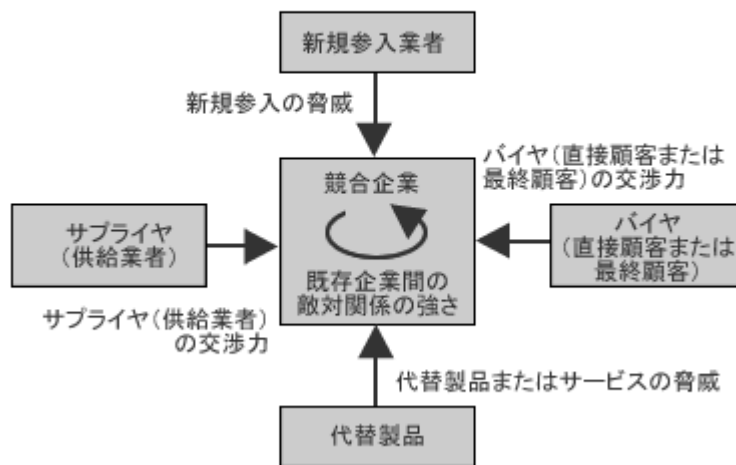 新規参入業者
新規参入の脅威
バイヤ(直接顧客または
最終顧客)の交渉力
競合企業
既存企業間の
敵対関係の強さ
サプライヤ
(供給業者)
バイヤ
(直接顧客または
最終顧客)
サプライヤ(供給業者)
の交渉力
代替製品またはサービスの脅威
代替製品